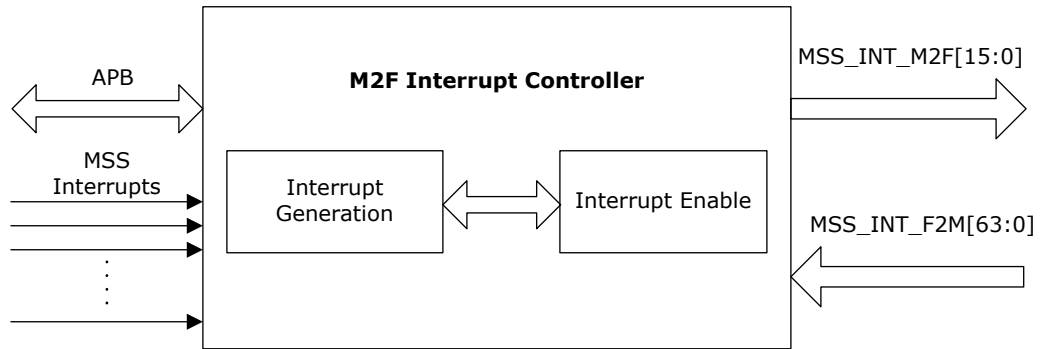 APB
M2F Interrupt Controller
MSS_INT_M2F[15:0]
MSS
Interrupts
Interrupt
Generation
Interrupt Enable
MSS_INT_F2M[63:0]